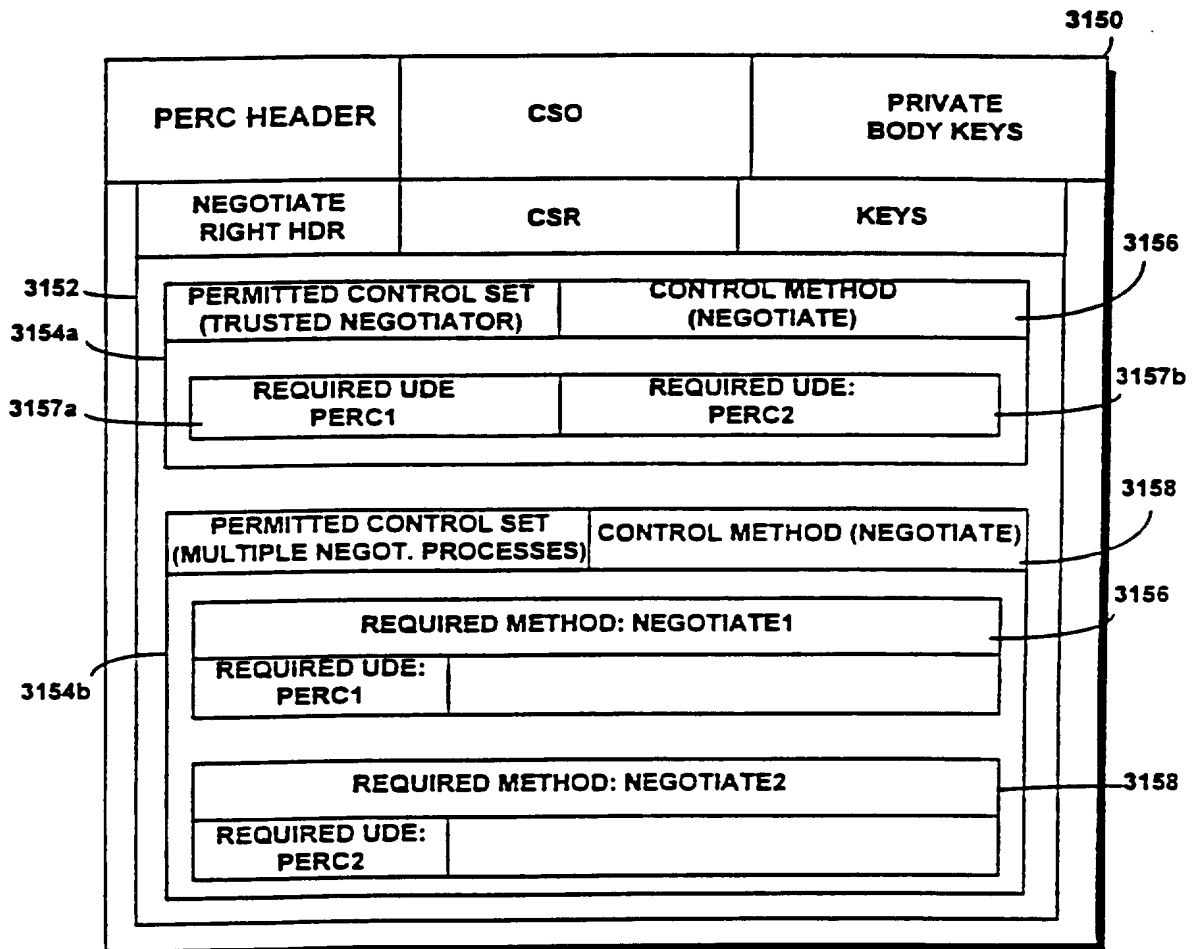 3150
PERC HEADER
CSO
PRIVATE
BODY KEYS
NEGOTIATE
RIGHT HDR
CSR
KEYS
3156
3152
PERMITTED CONTROL SET
(TRUSTED NEGOTIATOR)
CONTROL METHOD
(NEGOTIATE)
3154a
REQUIRED UDE
PERC1
REQUIRED UDE:
PERC2
3157a
3157b
3158
PERMITTED CONTROL SET
(MULTIPLE NEGOT. PROCESSES)
CONTROL METHOD (NEGOTIATE)
3156
REQUIRED METHOD: NEGOTIATE1
REQUIRED UDE:
PERC1
3154b
REQUIRED METHOD: NEGOTIATE2
3158
REQUIRED UDE:
PERC2